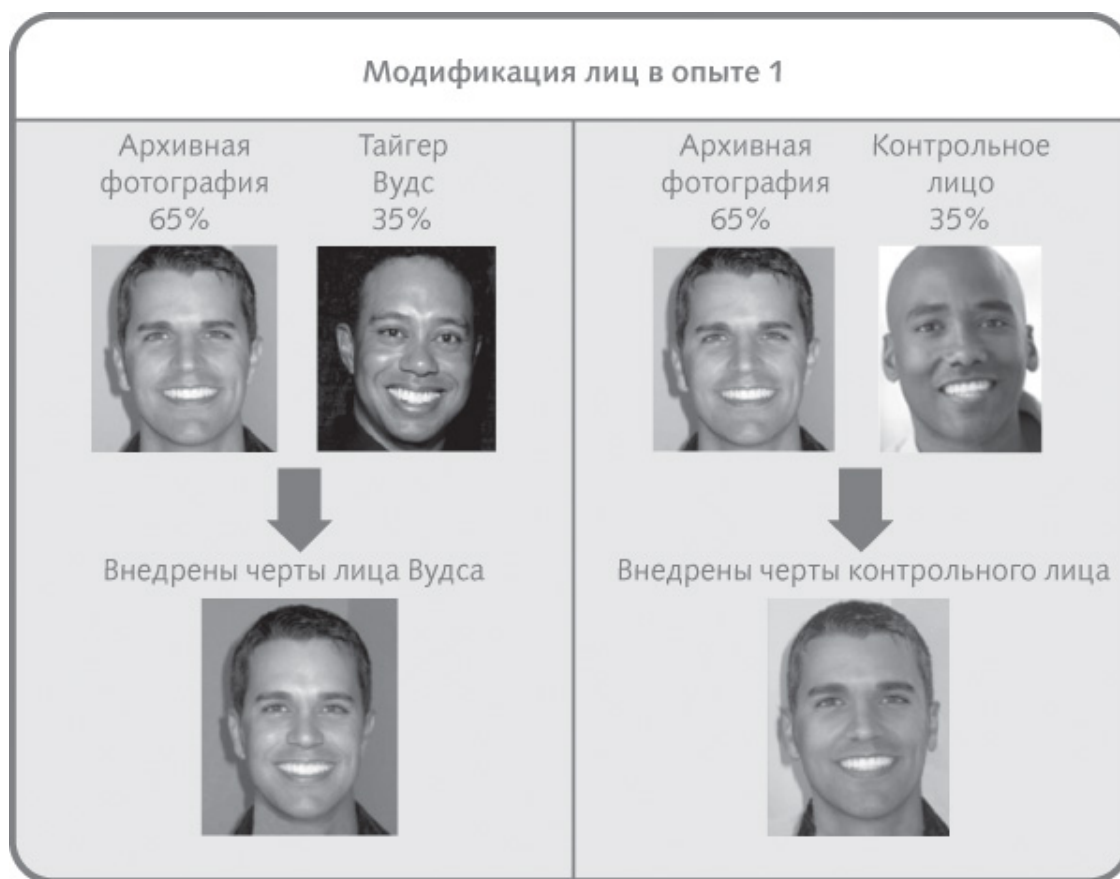 Модификация лиц в опыте 1
Архивная
фотография
65%
Тайгер
Вудс
35%
Архивная
фотография
65%
Контрольное
лицо
35%
Внедрены черты лица Вудса
Внедрены черты контрольного лица